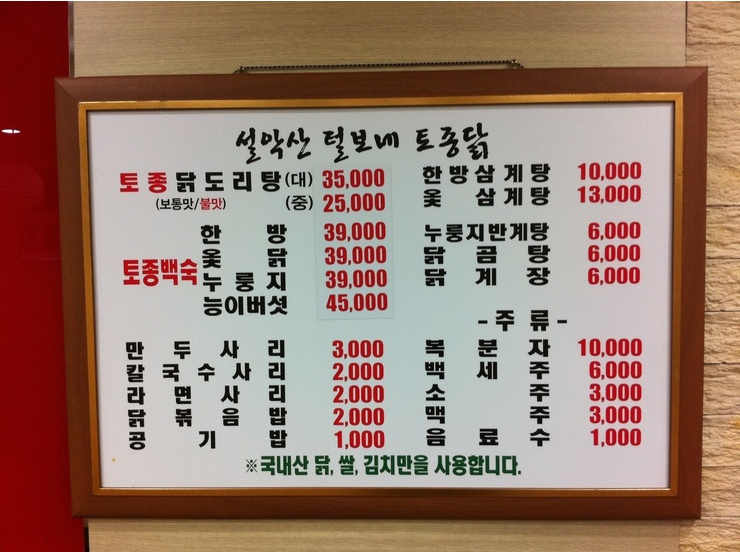 설악산 털보네 토종닭
토종닭도리탕 (대) 35,000
(보통맛/불맛) (중) 25,000
토종백숙
한방 39,000
옻닭 39,000
누룽지 39,000
능이버섯 45,000
만두사리 3,000
칼국수사리 2,000
라면사리 2,000
닭볶음밥 2,000
공기밥 1,000
한방삼계탕 10,000
옻삼계탕 13,000
누룽지반계탕 6,000
닭곰탕 6,000
닭계장 6,000
-주류-
복분자 10,000
백세주 6,000
소주 3,000
맥주 3,000
음료수 1,000
※국내산 닭, 쌀, 김치만을 사용합니다.